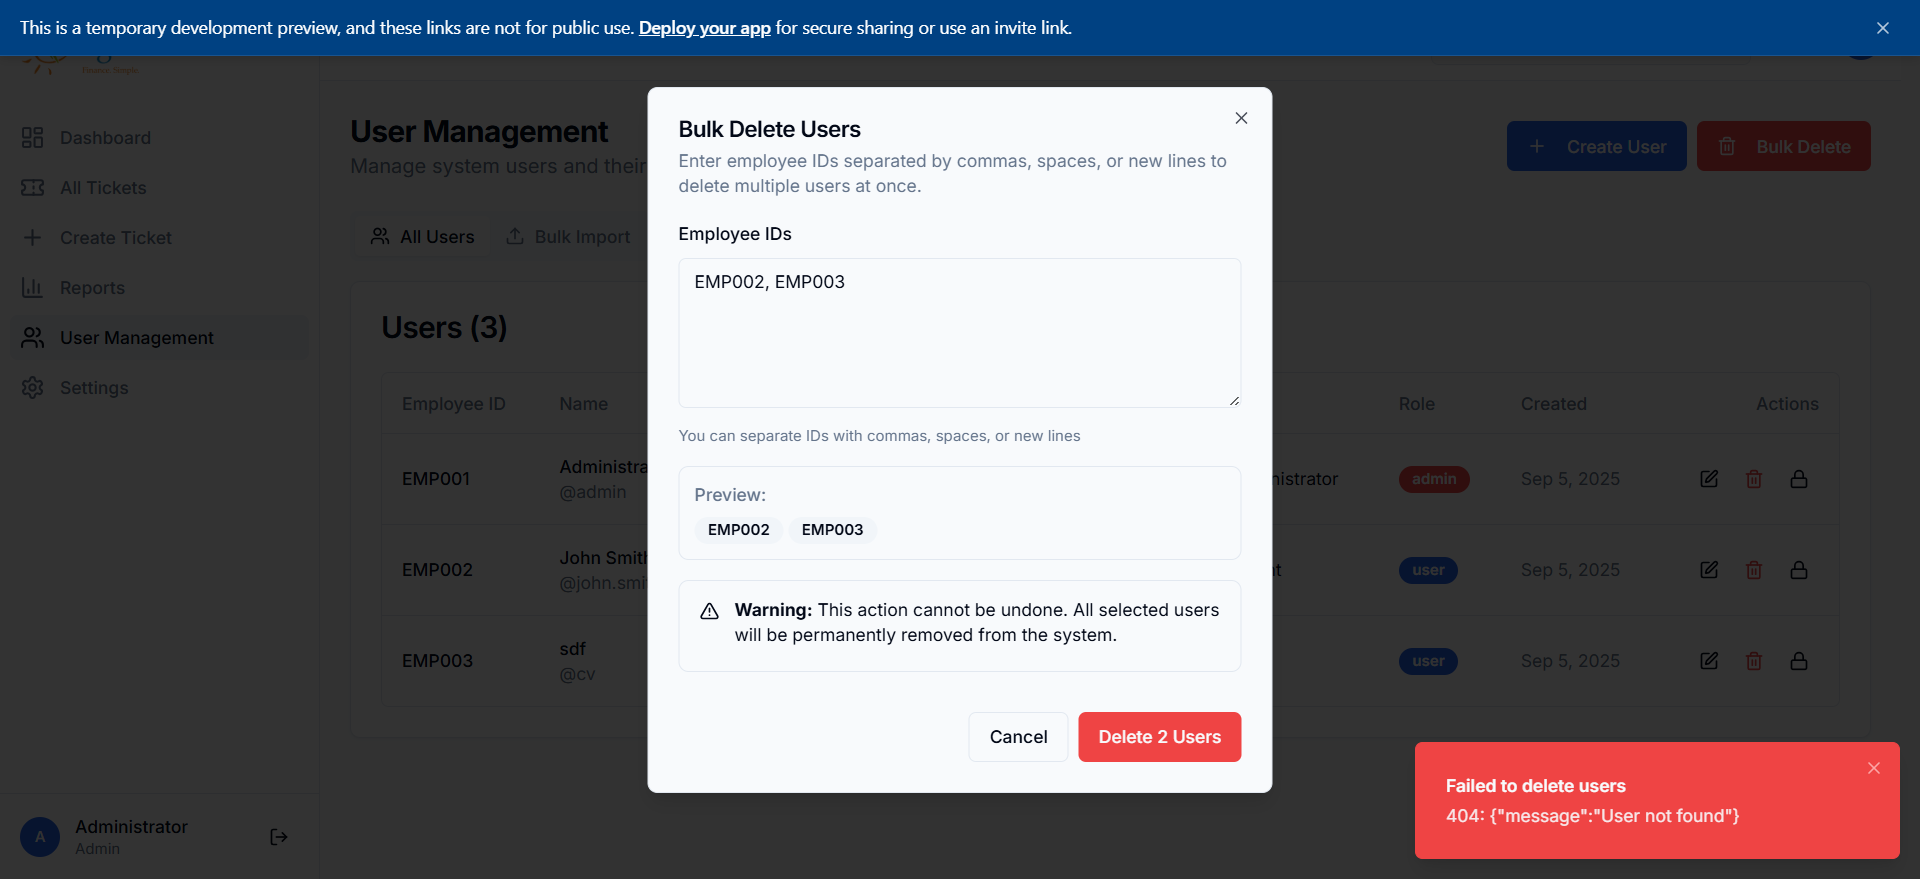 This is a temporary development preview, and these links are not for public use. Deploy your app for secure sharing or use an invite link.
Dashboard
All Tickets
Create Ticket
Reports
User Management
Settings
Administrator
Admin
A
User Management
Manage system users and their
Create User
Bulk Delete
All Users
Bulk Import
Users (3)
Employee ID Name Role Created Actions
EMP001 Administra nistrator admin Sep 5, 2025
@admin
EMP002 John Smith t user Sep 5, 2025
@john.smi
EMP003 sdf user Sep 5, 2025
@cv
Bulk Delete Users
Enter employee IDs separated by commas, spaces, or new lines to
delete multiple users at once.
Employee IDs
EMP002, EMP003
You can separate IDs with commas, spaces, or new lines
Preview:
EMP002 EMP003
Warning: This action cannot be undone. All selected users
will be permanently removed from the system.
Cancel
Delete 2 Users
Failed to delete users
404: {"message":"User not found"}